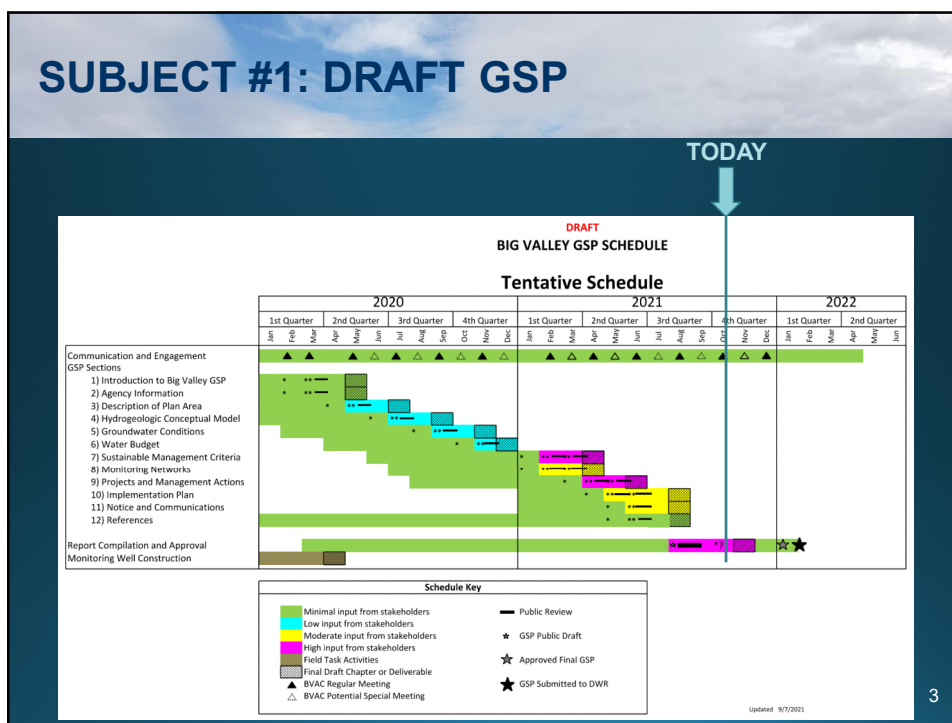 SUBJECT #1: DRAFT GSP
TODAY
DRAFT
BIG VALLEY GSP SCHEDULE
Tentative Schedule
2020 2021 2022
1st Quarter 2nd Quarter 3rd Quarter 4th Quarter 1st Quarter 2nd Quarter 3rd Quarter 4th Quarter 1st Quarter 2nd Quarter
Jan Feb Mar Apr May Jun Jul Aug Sep Oct Nov Dec Jan Feb Mar Apr May Jun Jul Aug Sep Oct Nov Dec Jan Feb Mar Apr May Jun
Communication and Engagement
GSP Sections
1) Introduction to Big Valley GSP
2) Agency Information
3) Description of Plan Area
4) Hydrogeologic Conceptual Model
5) Groundwater Conditions
6) Water Budget
7) Sustainable Management Criteria
8) Monitoring Networks
9) Projects and Management Actions
10) Implementation Plan
11) Notice and Communications
12) References
Report Compilation and Approval
*?
Monitoring Well Construction
Schedule Key
Minimal input from stakeholders
Low input from stakeholders
Moderate input from stakeholders
High input from stakeholders
Field Task Activities
Final Draft Chapter or Deliverable
BVAC Regular Meeting
BVAC Potential Special Meeting
Public Review
GSP Public Draft
Approved Final GSP
GSP Submitted to DWR
Updated 9/7/2021
3